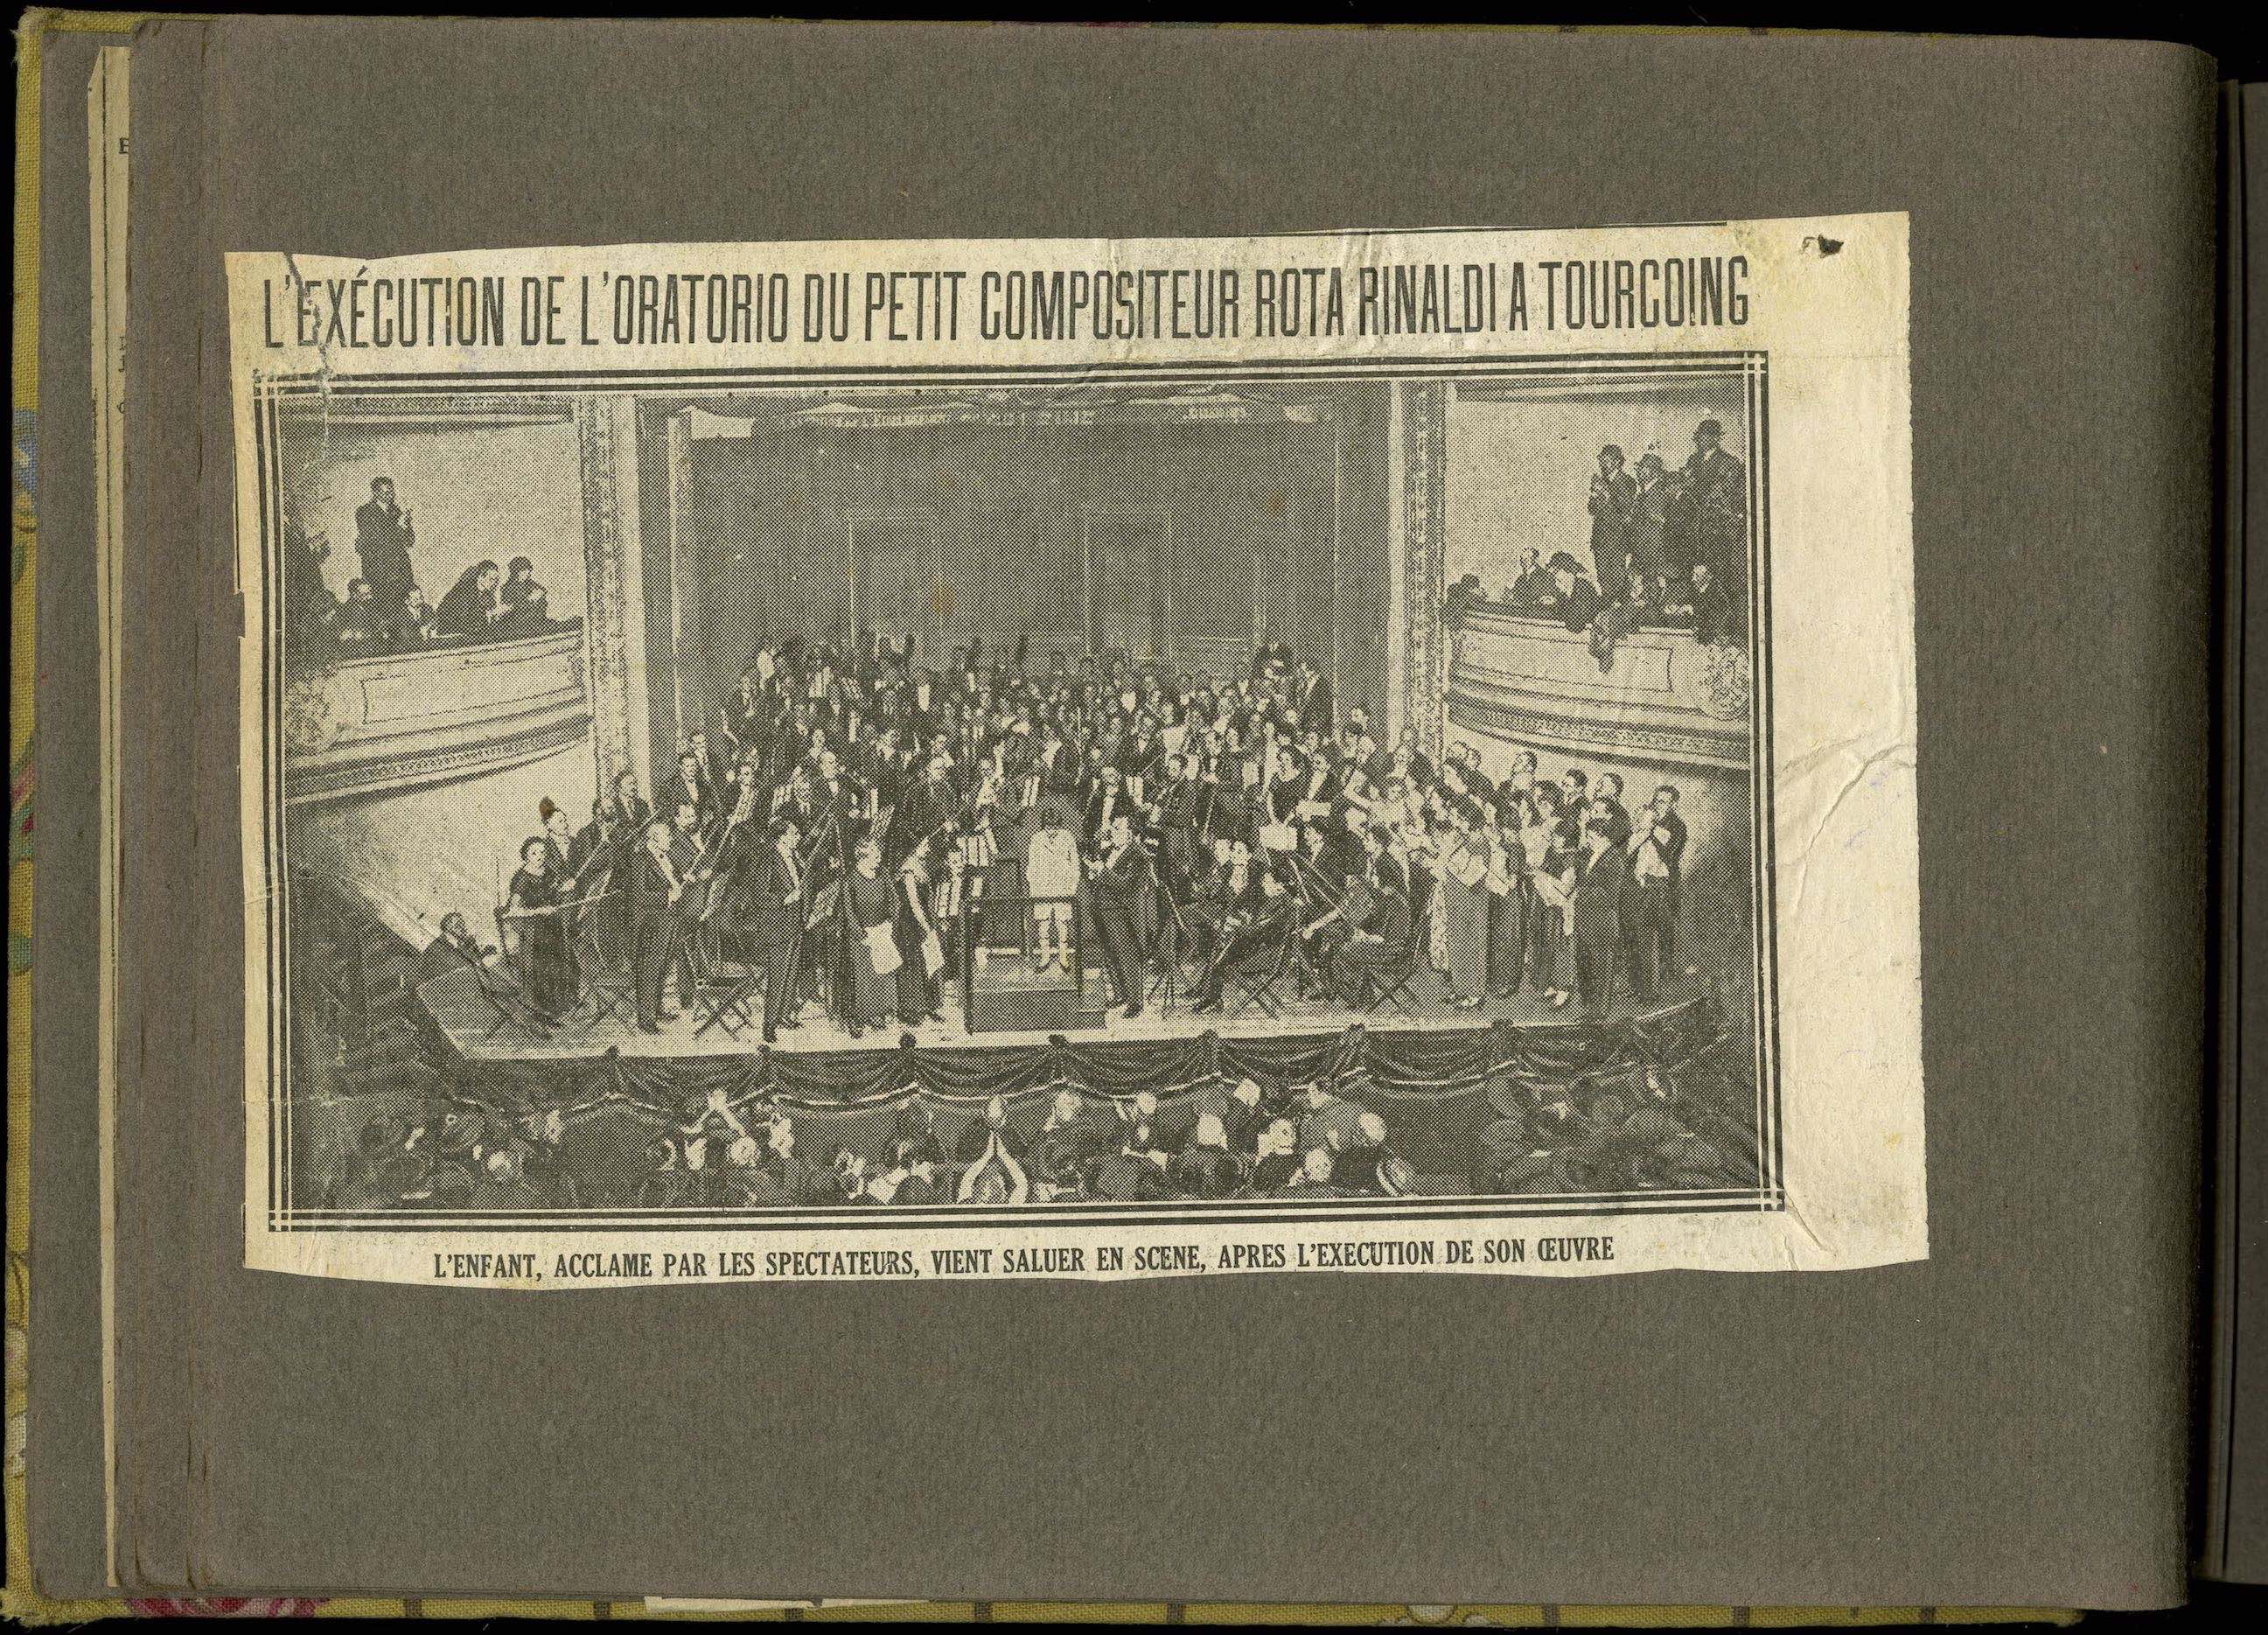 L'EXÉCUTION DE L'ORATORIO DU PETIT COMPOSITEUR ROTA RINALDI A TOURCOING
L'ENFANT, ACCLAME PAR LES SPECTATEURS, VIENT SALUER EN SCENE, APRES L'EXECUTION DE SON ŒUVRE